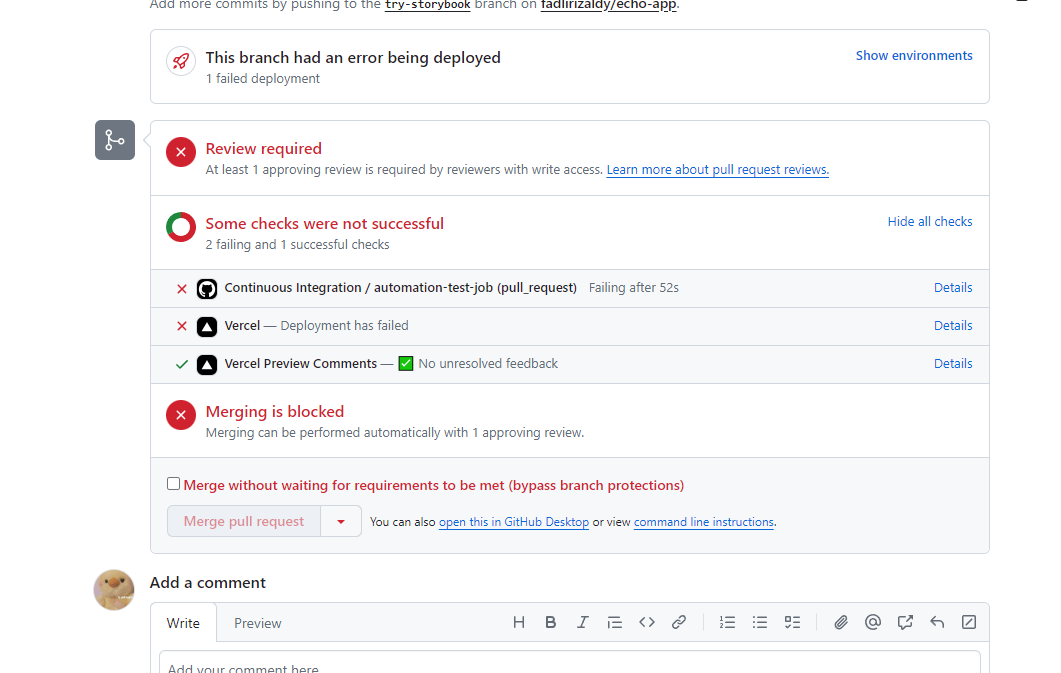 Add more commits by pushing to the try-storybook branch on fadlirizaldy/echo-app.
This branch had an error being deployed
Show environments
1 failed deployment
Review required
At least 1 approving review is required by reviewers with write access. Learn more about pull request reviews.
Some checks were not successful
Hide all checks
2 failing and 1 successful checks
Continuous Integration / automation-test-job (pull_request) Failing after 52s Details
Vercel — Deployment has failed Details
Vercel Preview Comments — ✅ No unresolved feedback Details
Merging is blocked
Merging can be performed automatically with 1 approving review.
Merge without waiting for requirements to be met (bypass branch protections)
Merge pull request You can also open this in GitHub Desktop or view command line instructions.
Add a comment
Write Preview
Add your comment here